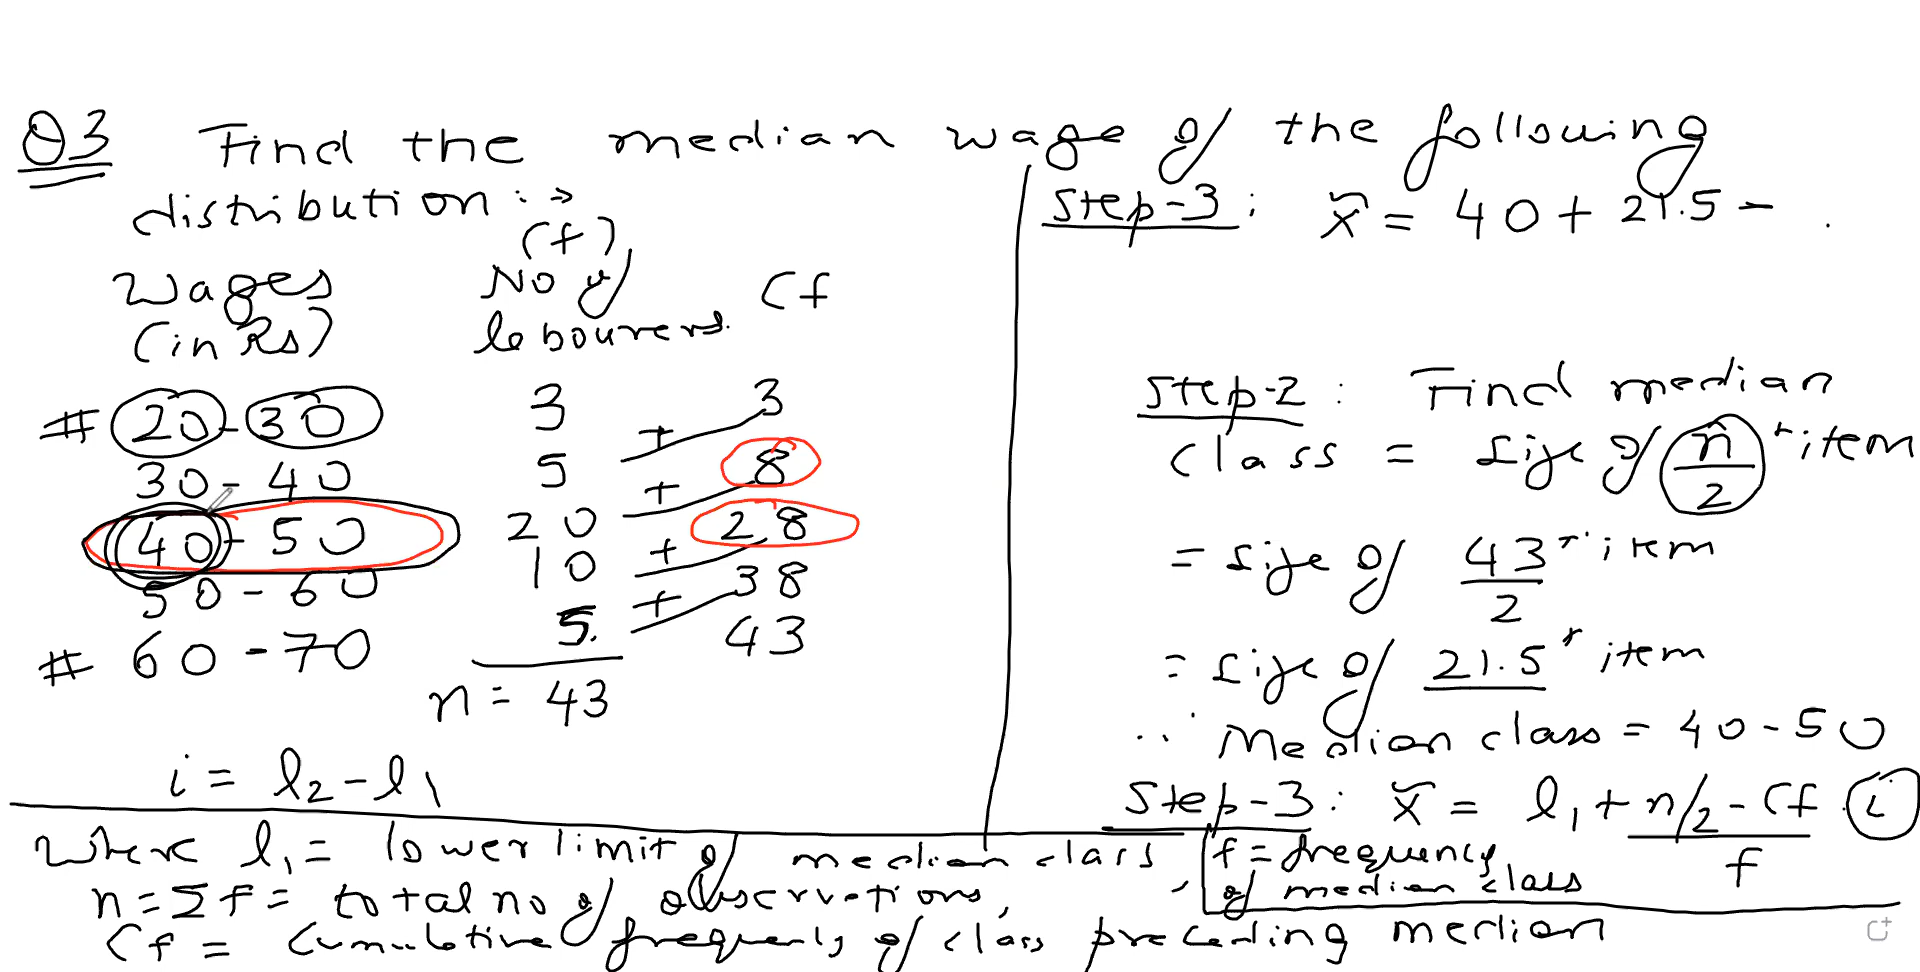 Q3 Find the median wage of the following
distribution :->
Wages (in Rs)
(f) No of labourers.
Cf
# 20-30 3 3
30-40 5 + 8
40-50 20 + 28
50-60 10 + 38
# 60-70 5. + 43
n = 43
i = l2 - l1
Step-3 : x̃ = 40 + 21.5 -
Step-2 : Find median
class = Size of n/2 item
= Size of 43/2 item
= Size of 21.5 item
∴ Median class = 40-50
Step-3 : x̃ = l1 + n/2 - Cf / f . i
Where l1 = lower limit of median class,
f = frequency of median class
n = Σf = total no of observations,
Cf = Cumulative frequency of class preceding median